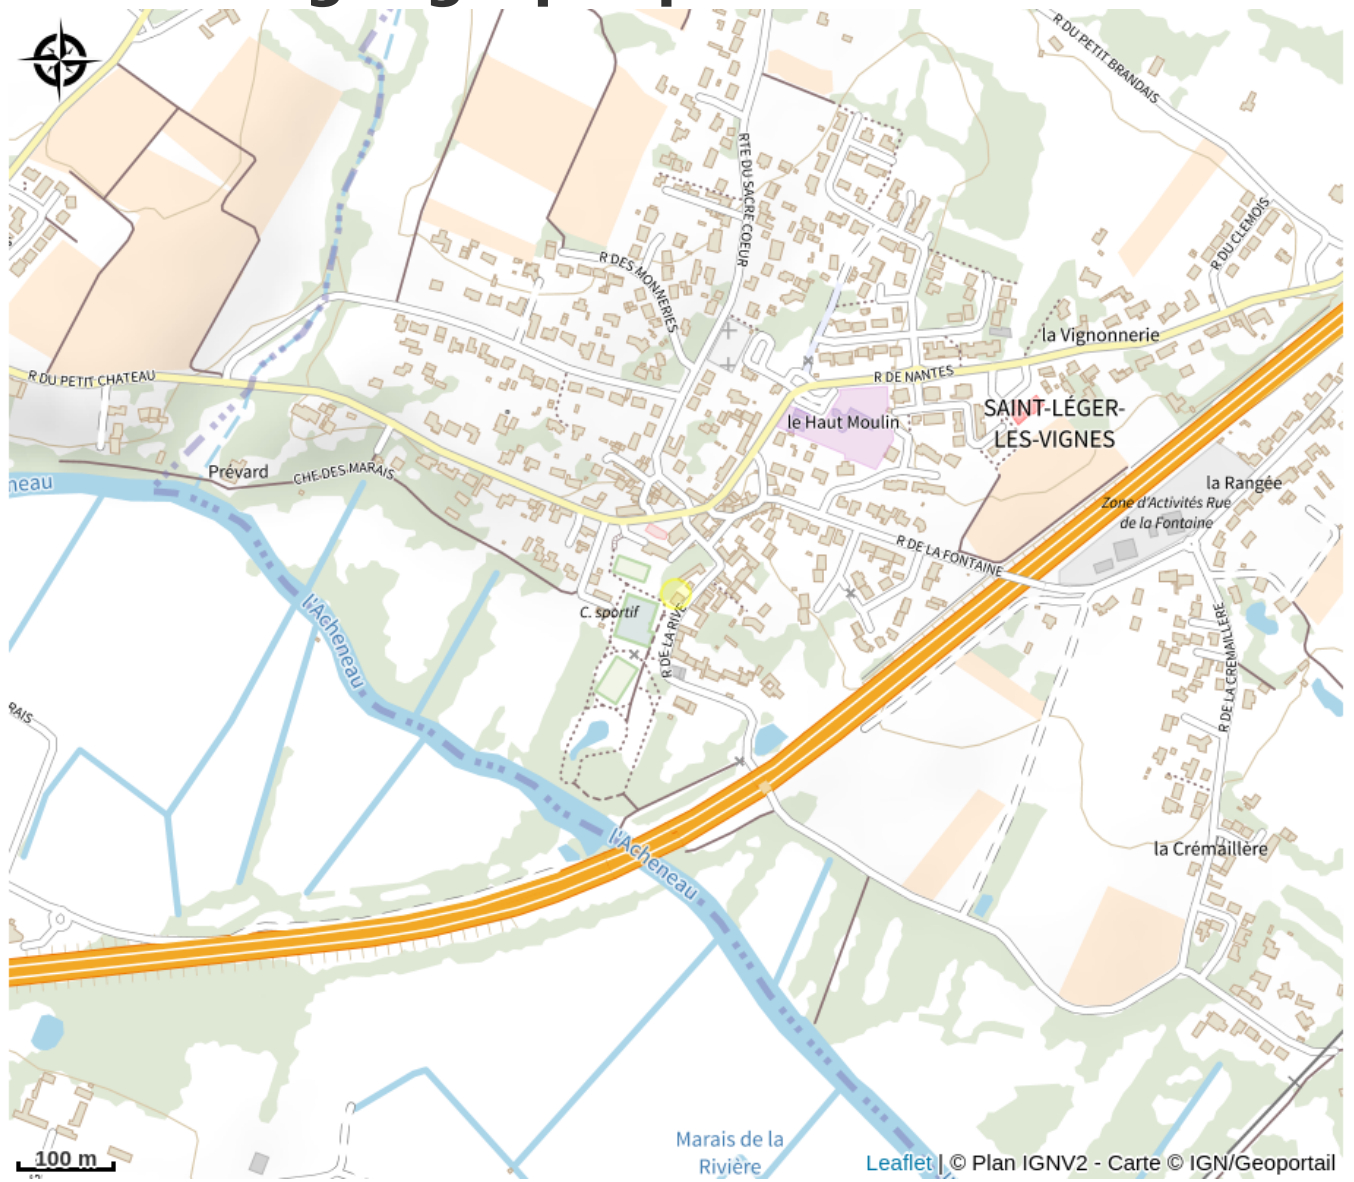 R DU PETIT BRANDAIS
RTE DU SACRE COEUR
R DU CLEMOIS
R DES MONNERIES
la Vignonnerie
R DU PETIT CHATEAU
R DE NANTES
SAINT-LÉGER-
LES-VIGNES
le Haut Moulin
Prévard
CHE DES MARAIS
neau
la Rangée
Zone d'Activités Rue
de la Fontaine
R DE LA FONTAINE
l'Acheneau
C. sportif
R DE LA RIVE
R DE LA CREMAILLERE
RAIS
l'Acheneau
la Crémaillère
Marais de la
Rivière
100 m
Leaflet | © Plan IGNV2 - Carte © IGN/Geoportail